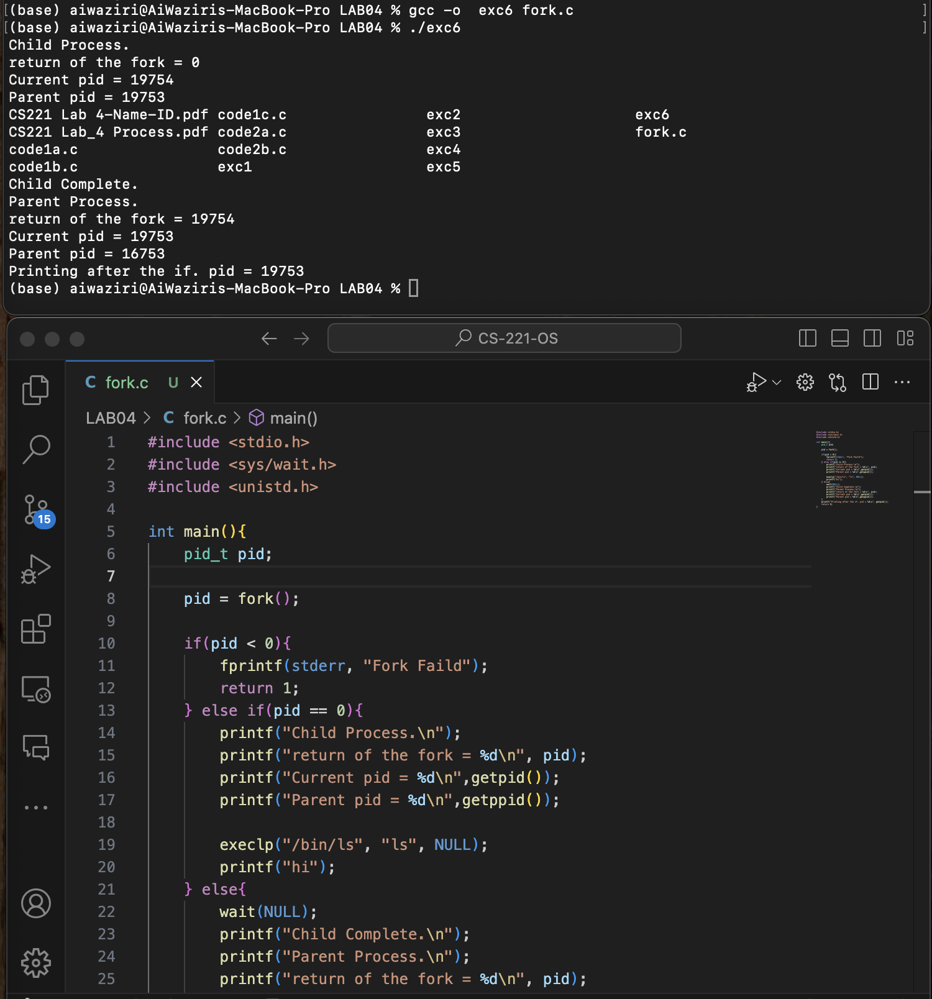 (base) aiwaziri@AiWaziris-MacBook-Pro LAB04 % gcc -o  exc6 fork.c
(base) aiwaziri@AiWaziris-MacBook-Pro LAB04 % ./exc6
Child Process.
return of the fork = 0
Current pid = 19754
Parent pid = 19753
CS221 Lab 4-Name-ID.pdf code1c.c                exc2                    exc6
CS221 Lab_4 Process.pdf code2a.c                exc3                    fork.c
code1a.c                code2b.c                exc4
code1b.c                exc1                    exc5
Child Complete.
Parent Process.
return of the fork = 19754
Current pid = 19753
Parent pid = 16753
Printing after the if. pid = 19753
(base) aiwaziri@AiWaziris-MacBook-Pro LAB04 %
CS-221-OS
C fork.c U
LAB04 > C fork.c > main()
1 #include <stdio.h>
2 #include <sys/wait.h>
3 #include <unistd.h>
4
5 int main(){
6     pid_t pid;
7
8     pid = fork();
9
10     if(pid < 0){
11         fprintf(stderr, "Fork Faild");
12         return 1;
13     } else if(pid == 0){
14         printf("Child Process.\n");
15         printf("return of the fork = %d\n", pid);
16         printf("Current pid = %d\n",getpid());
17         printf("Parent pid = %d\n",getppid());
18
19         execlp("/bin/ls", "ls", NULL);
20         printf("hi");
21     } else{
22         wait(NULL);
23         printf("Child Complete.\n");
24         printf("Parent Process.\n");
25         printf("return of the fork = %d\n", pid);
15